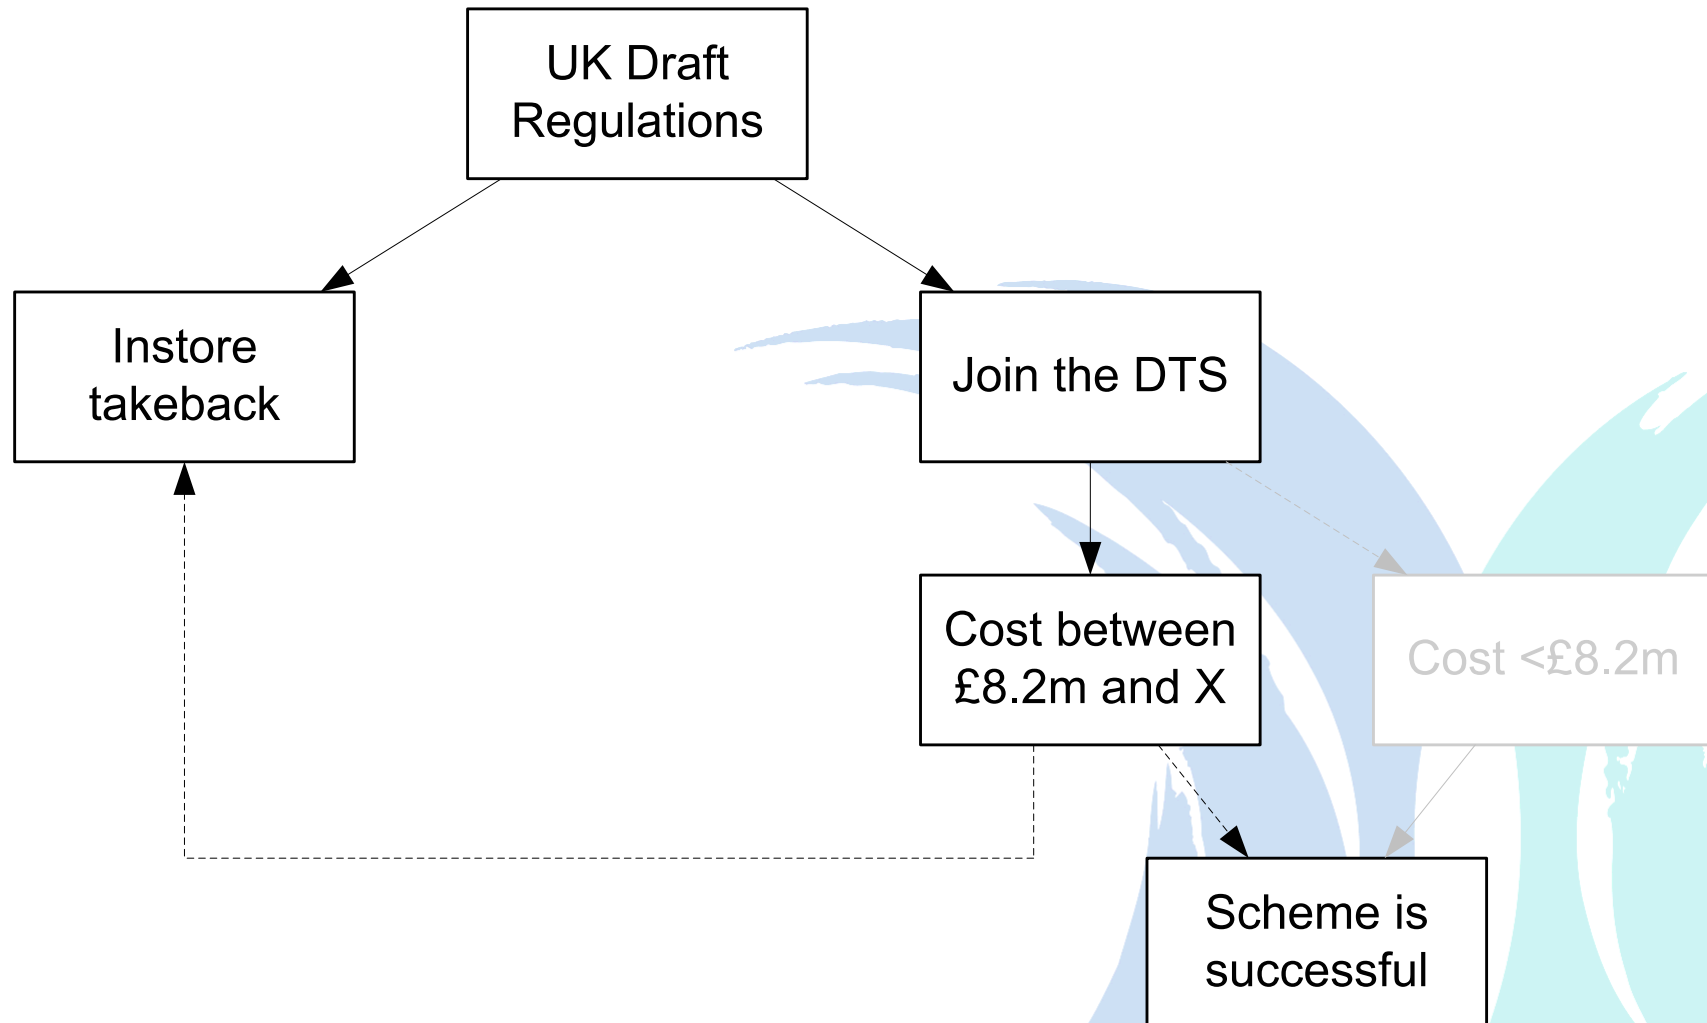 UK Draft
Regulations
Instore
takeback
Join the DTS
Cost between
£8.2m and X
Cost <£8.2m
Scheme is
successful